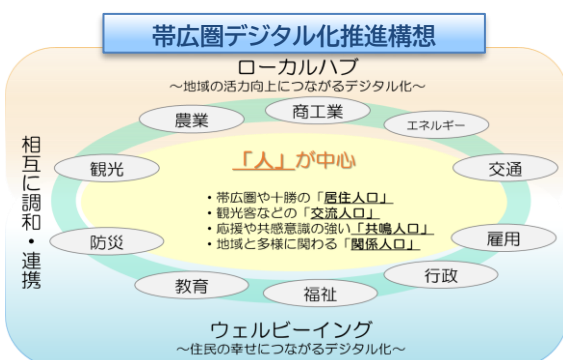 帯広圏デジタル化推進構想
ローカルハブ
～地域の活力向上につながるデジタル化～
商工業
農業
エネルギー
観光
交通
「人」が中心
・帯広圏や十勝の「居住人口」
・観光客などの「交流人口」
・応援や共感意識の強い「共鳴人口」
・地域と多様に関わる「関係人口」
防災
雇用
教育
福祉
行政
相互に調和・連携
ウェルビーイング
～住民の幸せにつながるデジタル化～